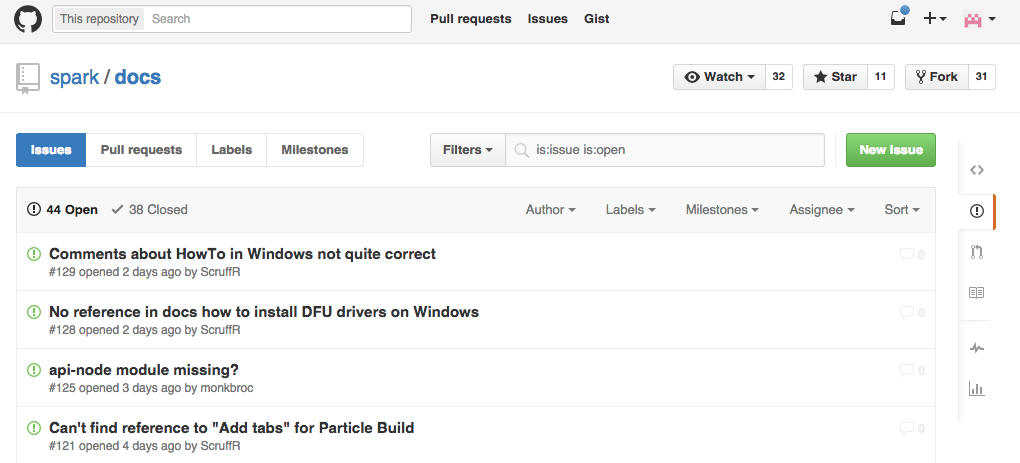 This repository Search Pull requests Issues Gist
spark / docs
Watch 32 Star 11 Fork 31
Issues Pull requests Labels Milestones Filters is:issue is:open New Issue
44 Open 38 Closed Author Labels Milestones Assignee Sort
Comments about HowTo in Windows not quite correct 0
#129 opened 2 days ago by ScruffR
No reference in docs how to install DFU drivers on Windows 0
#128 opened 2 days ago by ScruffR
api-node module missing? 0
#125 opened 3 days ago by monkbroc
Can't find reference to "Add tabs" for Particle Build 0
#121 opened 4 days ago by ScruffR